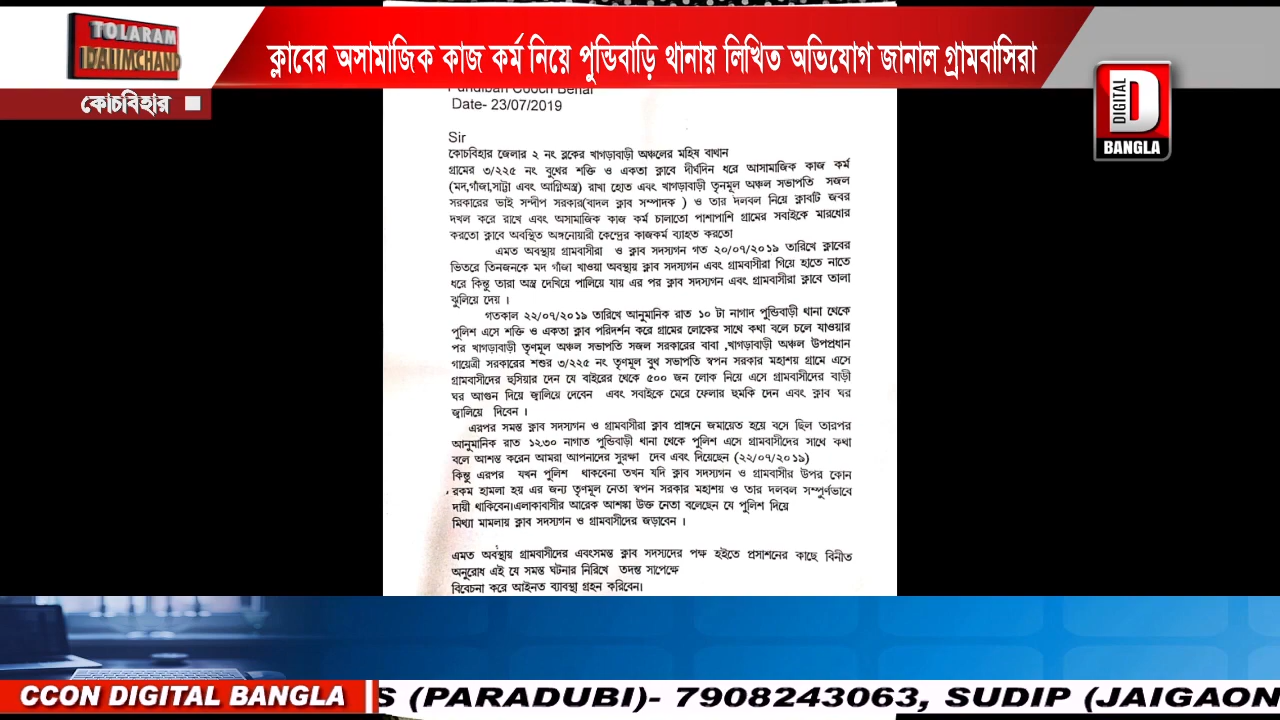 TOLARAM
DALIMCHAND
ক্লাবের অসামাজিক কাজ কর্ম নিয়ে পুন্ডিবাড়ি থানায় লিখিত অভিযোগ জানাল গ্রামবাসিরা
কোচবিহার
DIGITAL
BANGLA
Pundibari Cooch Behar
Date- 23/07/2019
Sir
কোচবিহার জেলার ২ নং ব্লকের খাগড়াবাড়ী অঞ্চলের মহিষ বাথান
গ্রামের ৩/২২৫ নং বুথের শক্তি ও একতা ক্লাবে দীর্ঘদিন ধরে আসামাজিক কাজ কর্ম
(মদ,গাঁজা,সাট্টা এবং আগ্নিঅস্ত্র) রাখা হোত এবং খাগড়াবাড়ী তৃনমূল অঞ্চল সভাপতি সজল
সরকারের ভাই সন্দীপ সরকার(বাদল ক্লাব সম্পাদক ) ও তার দলবল নিয়ে ক্লাবটি জবর
দখল করে রাখে এবং অসামাজিক কাজ কর্ম চালাতো পাশাপাশি গ্রামের সবাইকে মারধোর
করতো ক্লাবে অবস্থিত অঙ্গনোয়ারী কেন্দ্রের কাজকর্ম ব্যাহত করতো
এমত অবস্থায় গ্রামবাসীরা ও ক্লাব সদস্যগন গত ২০/০৭/২০১৯ তারিখে ক্লাবের
ভিতরে তিনজনকে মদ গাঁজা খাওয়া অবস্থায় ক্লাব সদস্যগন এবং গ্রামবাসীরা গিয়ে হাতে নাতে
ধরে কিন্তু তারা অস্ত্র দেখিয়ে পালিয়ে যায় এর পর ক্লাব সদস্যগন এবং গ্রামবাসীরা ক্লাবে তালা
ঝুলিয়ে দেয় ।
গতকাল ২২/০৭/২০১৯ তারিখে আনুমানিক রাত ১০ টা নাগাদ পুন্ডিবাড়ী থানা থেকে
পুলিশ এসে শক্তি ও একতা ক্লাব পরিদর্শন করে গ্রামের লোকের সাথে কথা বলে চলে যাওয়ার
পর খাগড়াবাড়ী তৃণমূল অঞ্চল সভাপতি সজল সরকারের বাবা ,খাগড়াবাড়ী অঞ্চল উপপ্রধান
গায়েত্রী সরকারের শশুর ৩/২২৫ নং তৃণমূল বুথ সভাপতি স্বপন সরকার মহাশয় গ্রামে এসে
গ্রামবাসীদের হুসিয়ার দেন যে বাইরের থেকে ৫০০ জন লোক নিয়ে এসে গ্রামবাসীদের বাড়ী
ঘর আগুন দিয়ে জ্বালিয়ে দেবেন এবং সবাইকে মেরে ফেলার হুমকি দেন এবং ক্লাব ঘর
জ্বালিয়ে দিবেন ।
এরপর সমস্ত ক্লাব সদস্যগন ও গ্রামবাসীরা ক্লাব প্রাঙ্গনে জমায়েত হয়ে বসে ছিল তারপর
আনুমানিক রাত ১২.৩০ নাগাত পুন্ডিবাড়ী থানা থেকে পুলিশ এসে গ্রামবাসীদের সাথে কথা
বলে আশস্ত করেন আমরা আপনাদের সুরক্ষা দেব এবং দিয়েছেন (২২/০৭/২০১৯)
কিন্তু এরপর যখন পুলিশ থাকবেনা তখন যদি ক্লাব সদস্যগন ও গ্রামবাসীর উপর কোন
রকম হামলা হয় এর জন্য তৃণমূল নেতা স্বপন সরকার মহাশয় ও তার দলবল সম্পুর্ণভাবে
দায়ী থাকিবেন।এলাকাবাসীর আরেক আশঙ্কা উক্ত নেতা বলেছেন যে পুলিশ দিয়ে
মিথ্যা মামলায় ক্লাব সদস্যগন ও গ্রামবাসীদের জড়াবেন ।
এমত অবস্থায় গ্রামবাসীদের এবংসমস্ত ক্লাব সদস্যদের পক্ষ হইতে প্রসাশনের কাছে বিনীত
অনুরোধ এই যে সমস্ত ঘটনার নিরিখে তদন্ত সাপেক্ষে
বিবেচনা করে আইনত ব্যাবস্থা গ্রহন করিবেন।
CCON DIGITAL BANGLA
S (PARADUBI)- 7908243063, SUDIP (JAIGAON